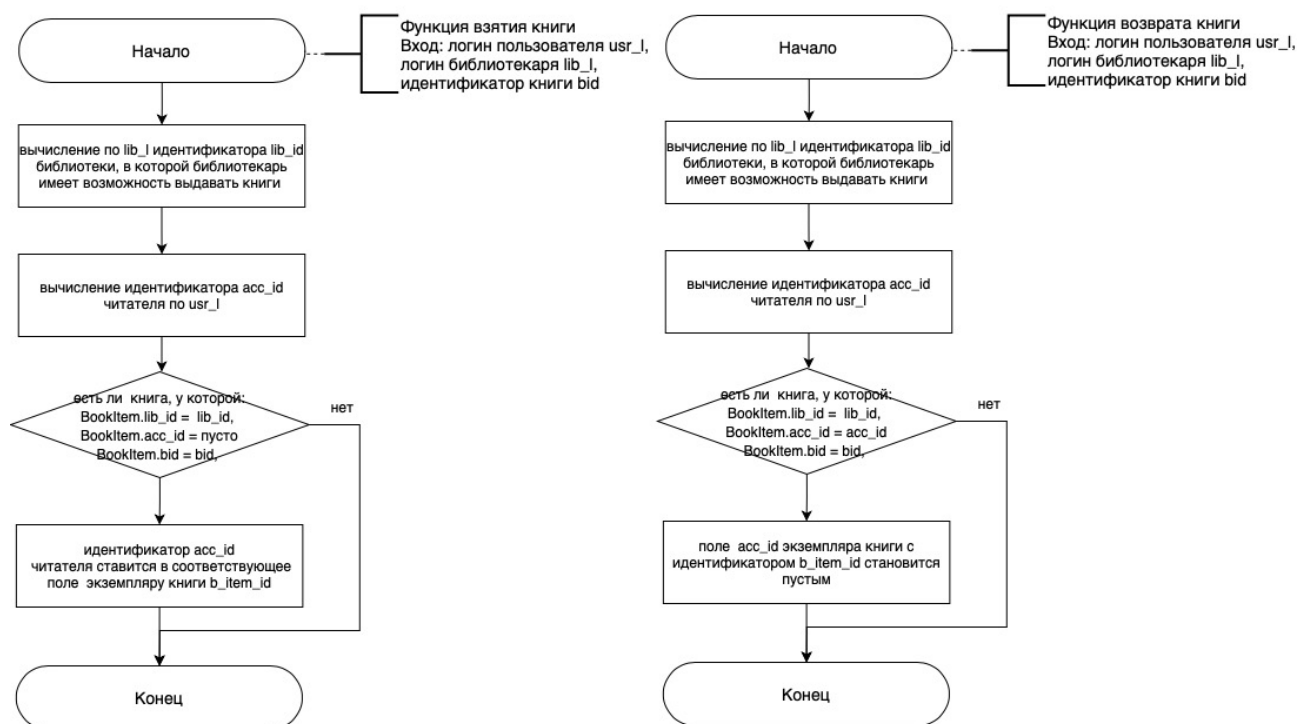 Начало
Функция взятия книги
Вход: логин пользователя usr_l,
логин библиотекаря lib_l,
идентификатор книги bid
вычисление по lib_l идентификатора lib_id
библиотеки, в которой библиотекарь
имеет возможность выдавать книги
вычисление идентификатора acc_id
читателя по usr_l
есть ли книга, у которой:
BookItem.lib_id = lib_id,
BookItem.acc_id = пусто
BookItem.bid = bid,
нет
идентификатор acc_id
читателя ставится в соответствующее
поле экземпляру книги b_item_id
Конец
Начало
Функция возврата книги
Вход: логин пользователя usr_l,
логин библиотекаря lib_l,
идентификатор книги bid
вычисление по lib_l идентификатора lib_id
библиотеки, в которой библиотекарь
имеет возможность выдавать книги
вычисление идентификатора acc_id
читателя по usr_l
есть ли книга, у которой:
BookItem.lib_id = lib_id,
BookItem.acc_id = acc_id
BookItem.bid = bid,
нет
поле acc_id экземпляра книги с
идентификатором b_item_id становится
пустым
Конец